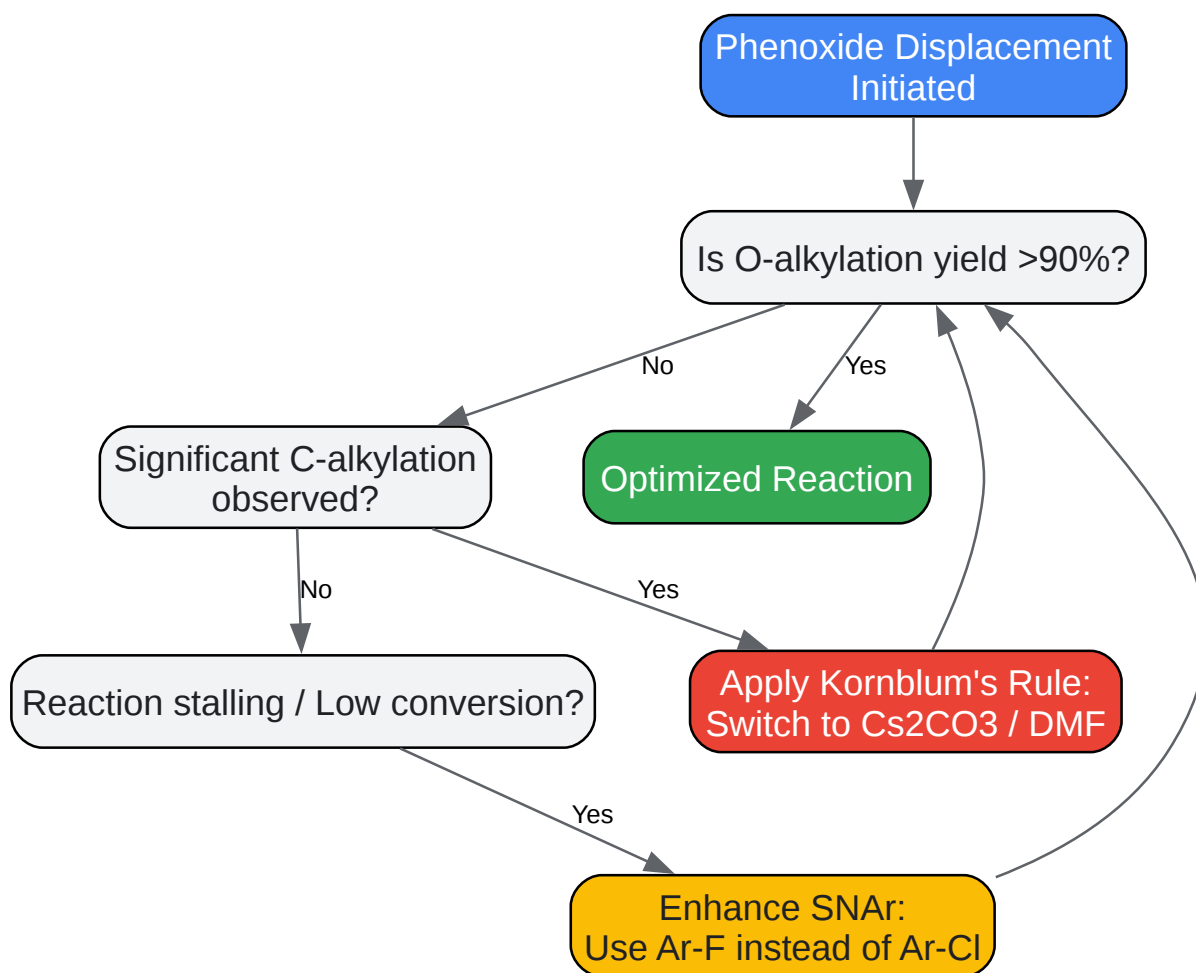 Phenoxide Displacement
Initiated
Is O-alkylation yield >90%?
No
Yes
Significant C-alkylation
observed?
Optimized Reaction
No
Yes
Reaction stalling / Low conversion?
Apply Kornblum's Rule:
Switch to Cs2CO3 / DMF
Yes
Enhance SNAr:
Use Ar-F instead of Ar-Cl